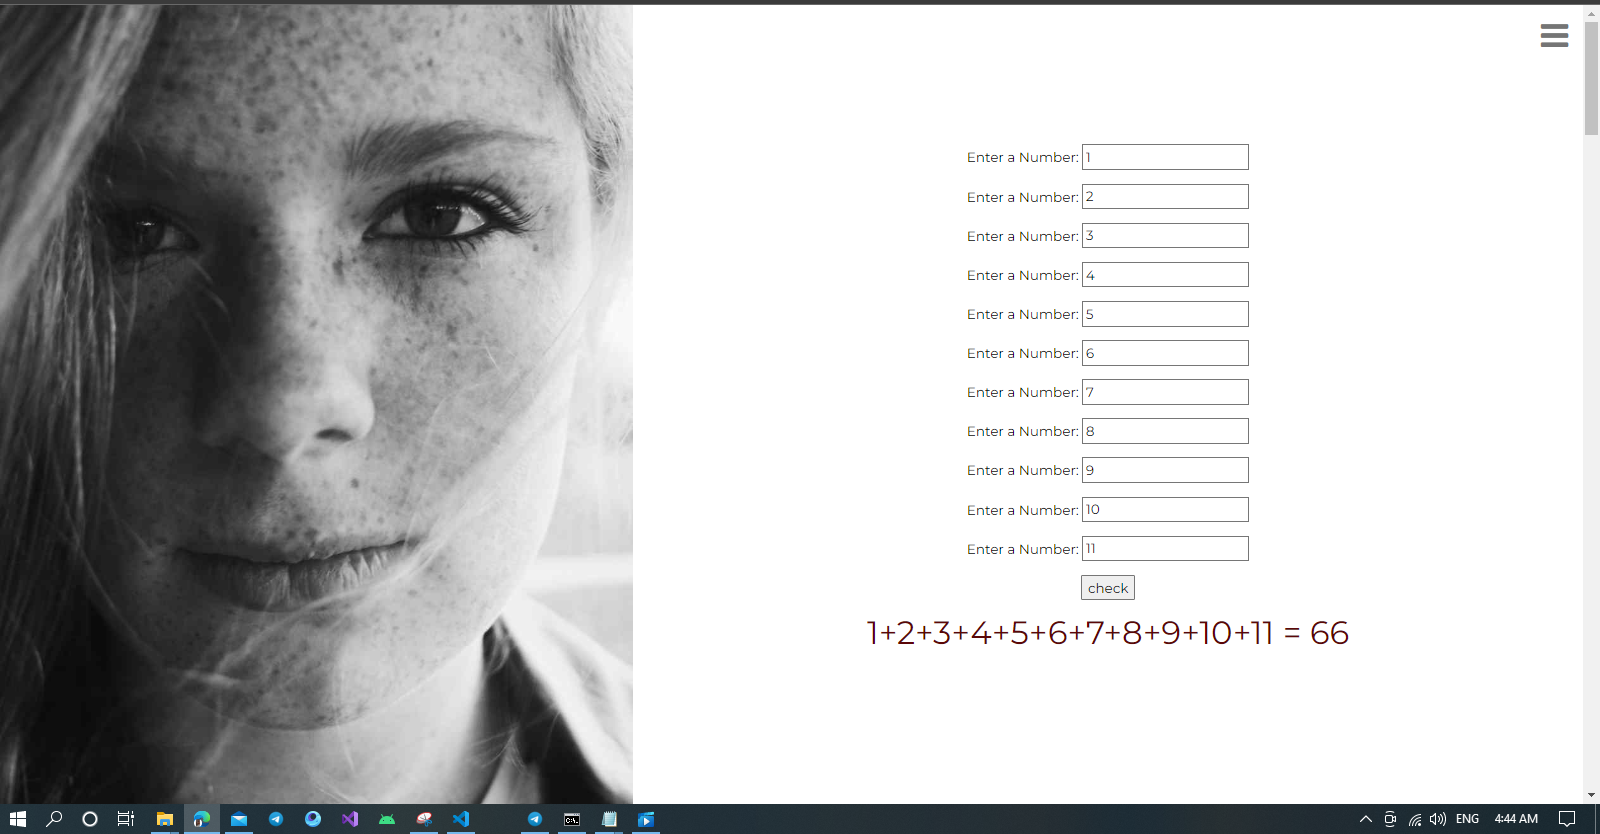 Enter a Number: 1
Enter a Number: 2
Enter a Number: 3
Enter a Number: 4
Enter a Number: 5
Enter a Number: 6
Enter a Number: 7
Enter a Number: 8
Enter a Number: 9
Enter a Number: 10
Enter a Number: 11
check
1+2+3+4+5+6+7+8+9+10+11 = 66
ENG 4:44 AM